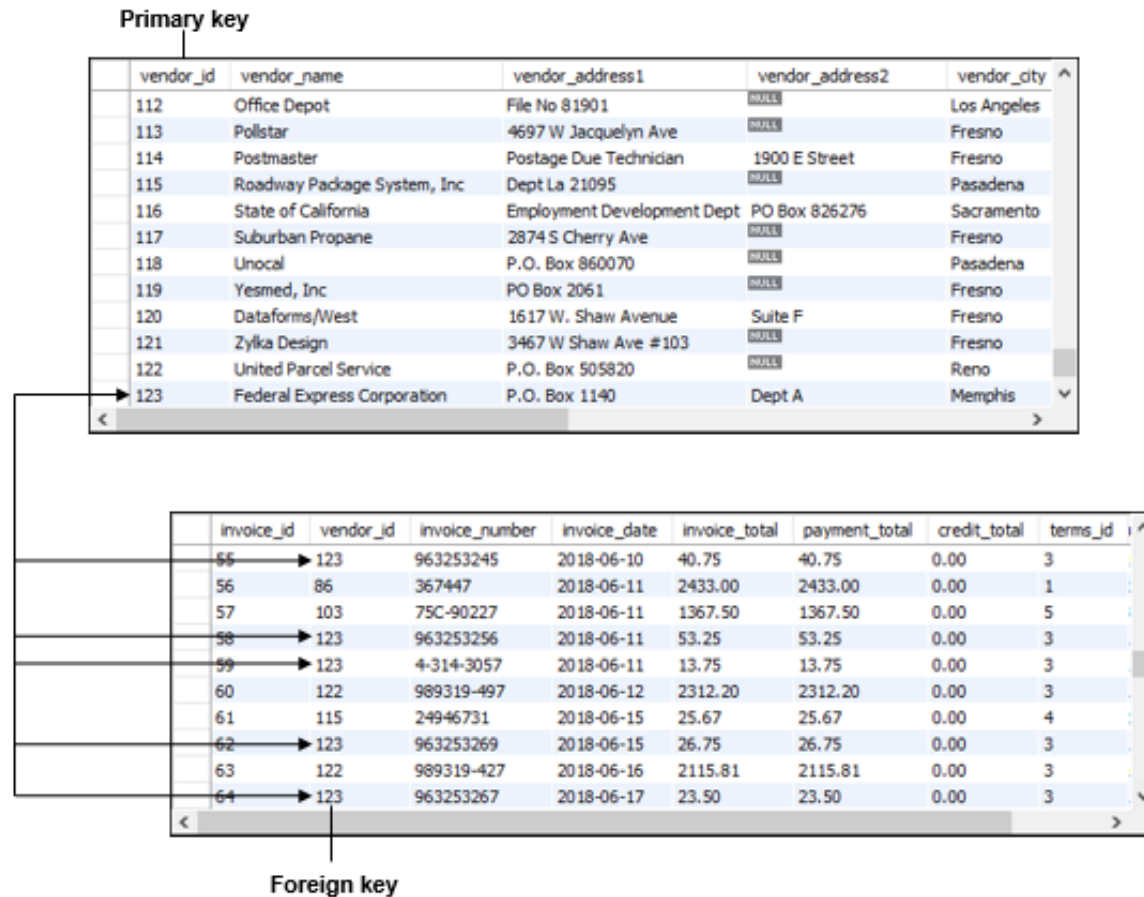 Primary key
vendor_id vendor_name vendor_address1 vendor_address2 vendor_city
112 Office Depot File No 81901 NULL Los Angeles
113 Pollstar 4697 W Jacquelyn Ave NULL Fresno
114 Postmaster Postage Due Technician 1900 E Street Fresno
115 Roadway Package System, Inc Dept La 21095 NULL Pasadena
116 State of California Employment Development Dept PO Box 826276 Sacramento
117 Suburban Propane 2874 S Cherry Ave NULL Fresno
118 Unocal P.O. Box 860070 NULL Pasadena
119 Yesmed, Inc PO Box 2061 NULL Fresno
120 Dataforms/West 1617 W. Shaw Avenue Suite F Fresno
121 Zylka Design 3467 W Shaw Ave #103 NULL Fresno
122 United Parcel Service P.O. Box 505820 NULL Reno
123 Federal Express Corporation P.O. Box 1140 Dept A Memphis
invoice_id vendor_id invoice_number invoice_date invoice_total payment_total credit_total terms_id
55 123 963253245 2018-06-10 40.75 40.75 0.00 3
56 86 367447 2018-06-11 2433.00 2433.00 0.00 1
57 103 75C-90227 2018-06-11 1367.50 1367.50 0.00 5
58 123 963253256 2018-06-11 53.25 53.25 0.00 3
59 123 4-314-3057 2018-06-11 13.75 13.75 0.00 3
60 122 989319-497 2018-06-12 2312.20 2312.20 0.00 3
61 115 24946731 2018-06-15 25.67 25.67 0.00 4
62 123 963253269 2018-06-15 26.75 26.75 0.00 3
63 122 989319-427 2018-06-16 2115.81 2115.81 0.00 3
64 123 963253267 2018-06-17 23.50 23.50 0.00 3
Foreign key